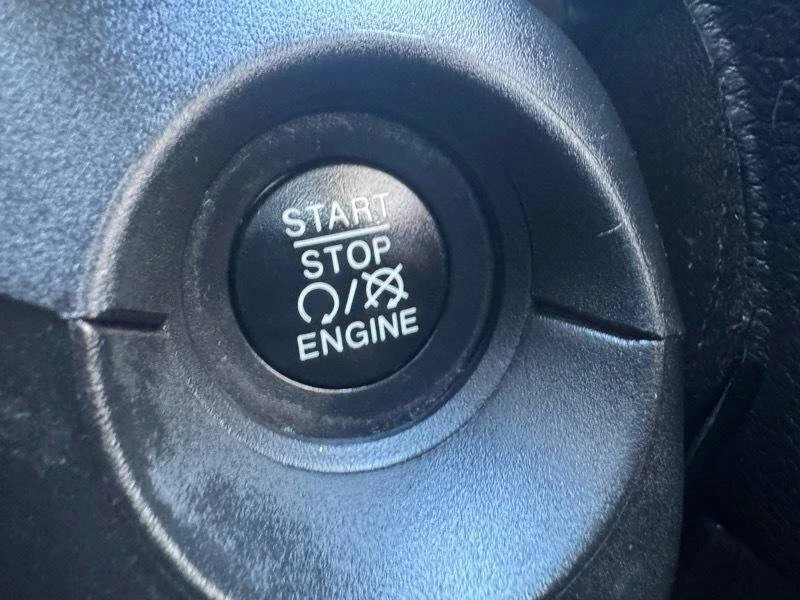 START
STOP
/
ENGINE